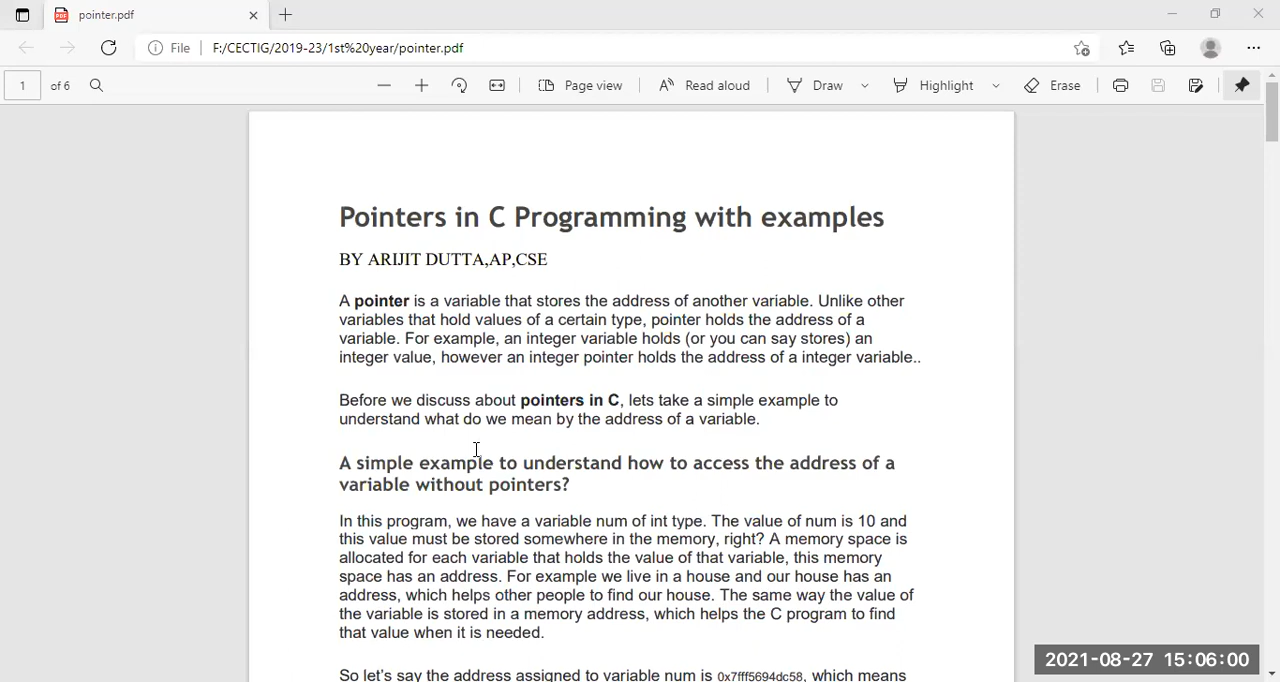 pointer.pdf
File F:/CECTIG/2019-23/1st%20year/pointer.pdf
1 of 6 Page view Read aloud Draw Highlight Erase
Pointers in C Programming with examples
BY ARIJIT DUTTA,AP,CSE
A pointer is a variable that stores the address of another variable. Unlike other
variables that hold values of a certain type, pointer holds the address of a
variable. For example, an integer variable holds (or you can say stores) an
integer value, however an integer pointer holds the address of a integer variable..
Before we discuss about pointers in C, lets take a simple example to
understand what do we mean by the address of a variable.
A simple example to understand how to access the address of a
variable without pointers?
In this program, we have a variable num of int type. The value of num is 10 and
this value must be stored somewhere in the memory, right? A memory space is
allocated for each variable that holds the value of that variable, this memory
space has an address. For example we live in a house and our house has an
address, which helps other people to find our house. The same way the value of
the variable is stored in a memory address, which helps the C program to find
that value when it is needed.
So let's say the address assigned to variable num is 0x7fff5694dc58, which means
2021-08-27 15:06:00